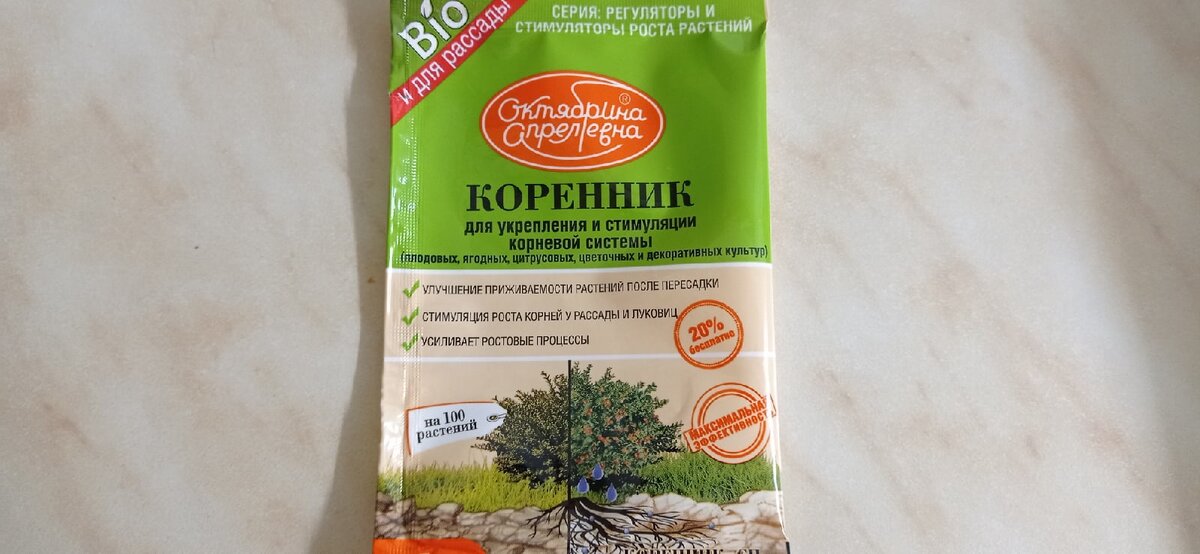 Bio
и для рассады
СЕРИЯ: РЕГУЛЯТОРЫ И
СТИМУЛЯТОРЫ РОСТА РАСТЕНИЙ
Октябрина ®
Апрелевна
КОРЕННИК
для укрепления и стимуляции
корневой системы
(плодовых, ягодных, цитрусовых, цветочных и декоративных культур)
УЛУЧШЕНИЕ ПРИЖИВАЕМОСТИ РАСТЕНИЙ ПОСЛЕ ПЕРЕСАДКИ
СТИМУЛЯЦИЯ РОСТА КОРНЕЙ У РАССАДЫ И ЛУКОВИЦ
УСИЛИВАЕТ РОСТОВЫЕ ПРОЦЕССЫ
20%
бесплатно
на 100
растений
МАКСИМАЛЬНАЯ
ЭФФЕКТИВНОСТЬ
КОРЕННИК, СП